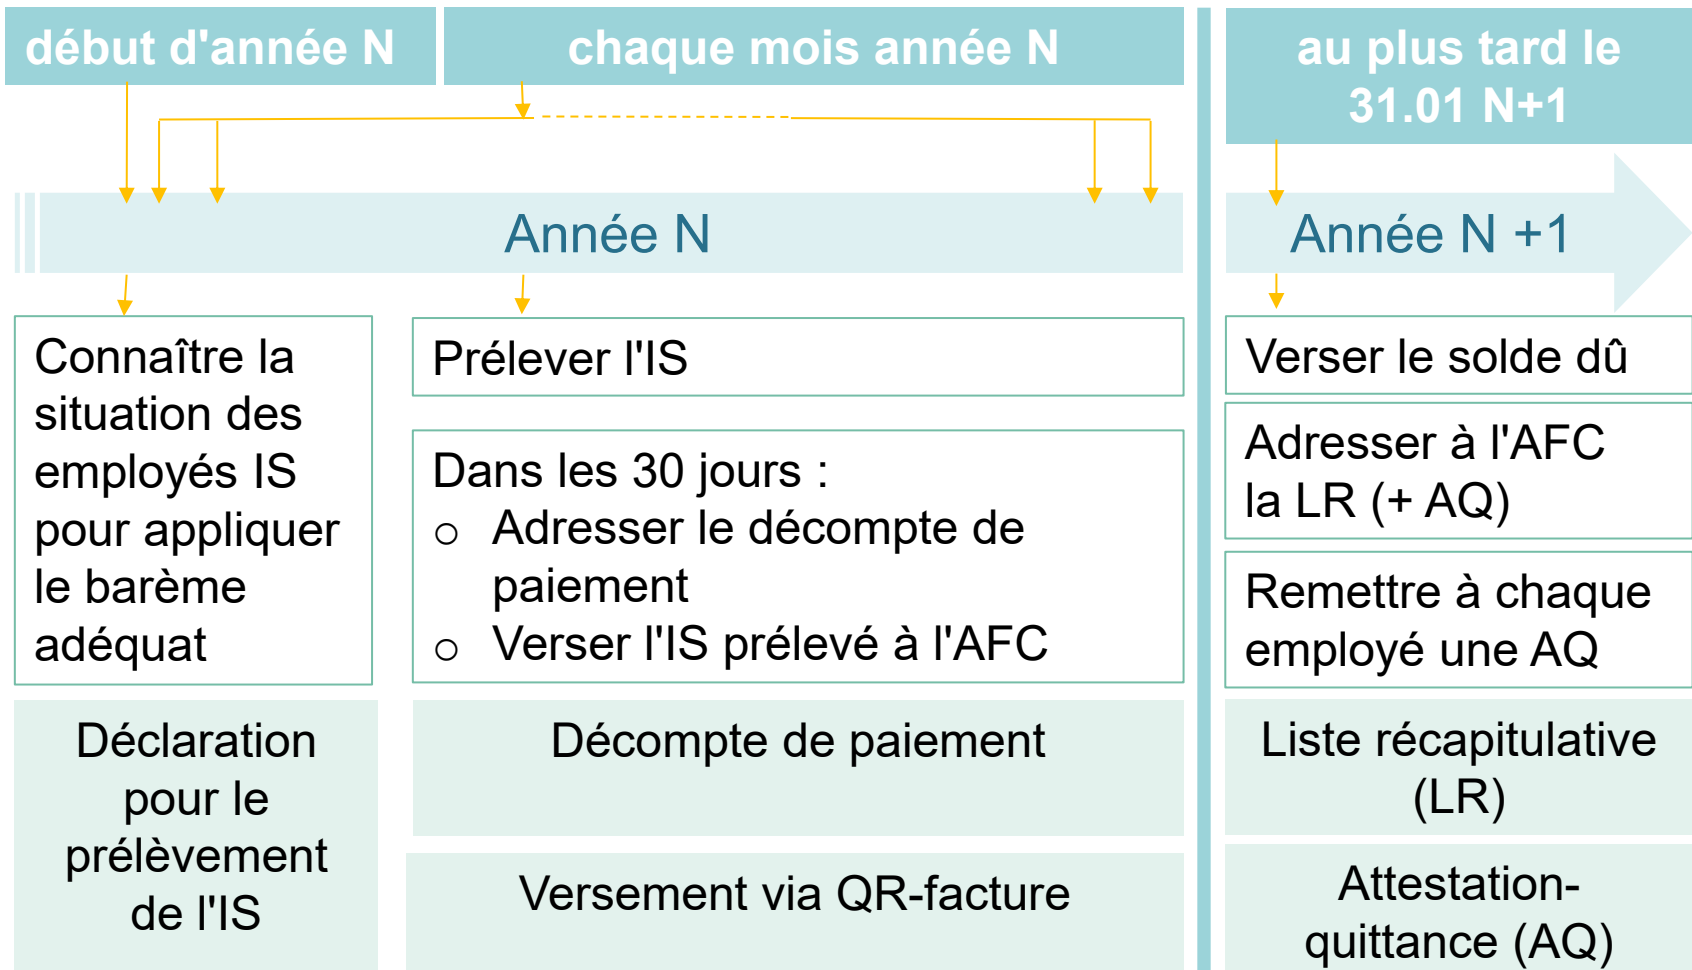 début d'année N
chaque mois année N
au plus tard le
31.01 N+1
Année N
Année N +1
Connaître la
situation des
employés IS
pour appliquer
le barème
adéquat
Prélever l'IS
Dans les 30 jours :
o Adresser le décompte de
paiement
o Verser l'IS prélevé à l'AFC
Verser le solde dû
Adresser à l'AFC
la LR (+ AQ)
Remettre à chaque
employé une AQ
Déclaration
pour le
prélèvement
de l'IS
Décompte de paiement
Versement via QR-facture
Liste récapitulative
(LR)
Attestation-
quittance (AQ)